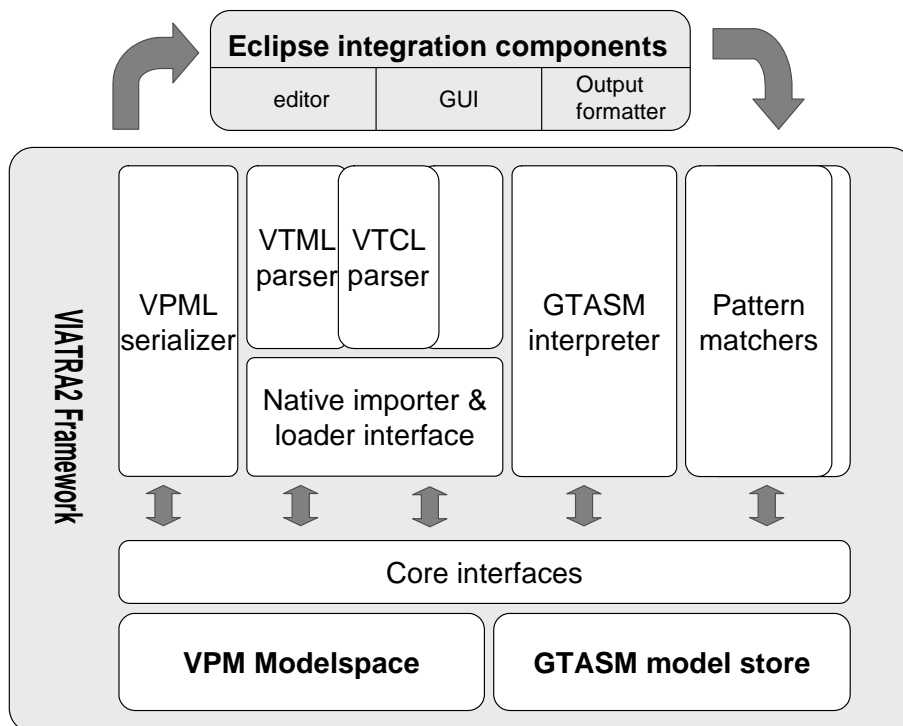 Eclipse integration components
editor
GUI
Output
formatter
VIATRA2 Framework
VPML
serializer
VTML
parser
VTCL
parser
Native importer &
loader interface
GTASM
interpreter
Pattern
matchers
Core interfaces
VPM Modelspace
GTASM model store